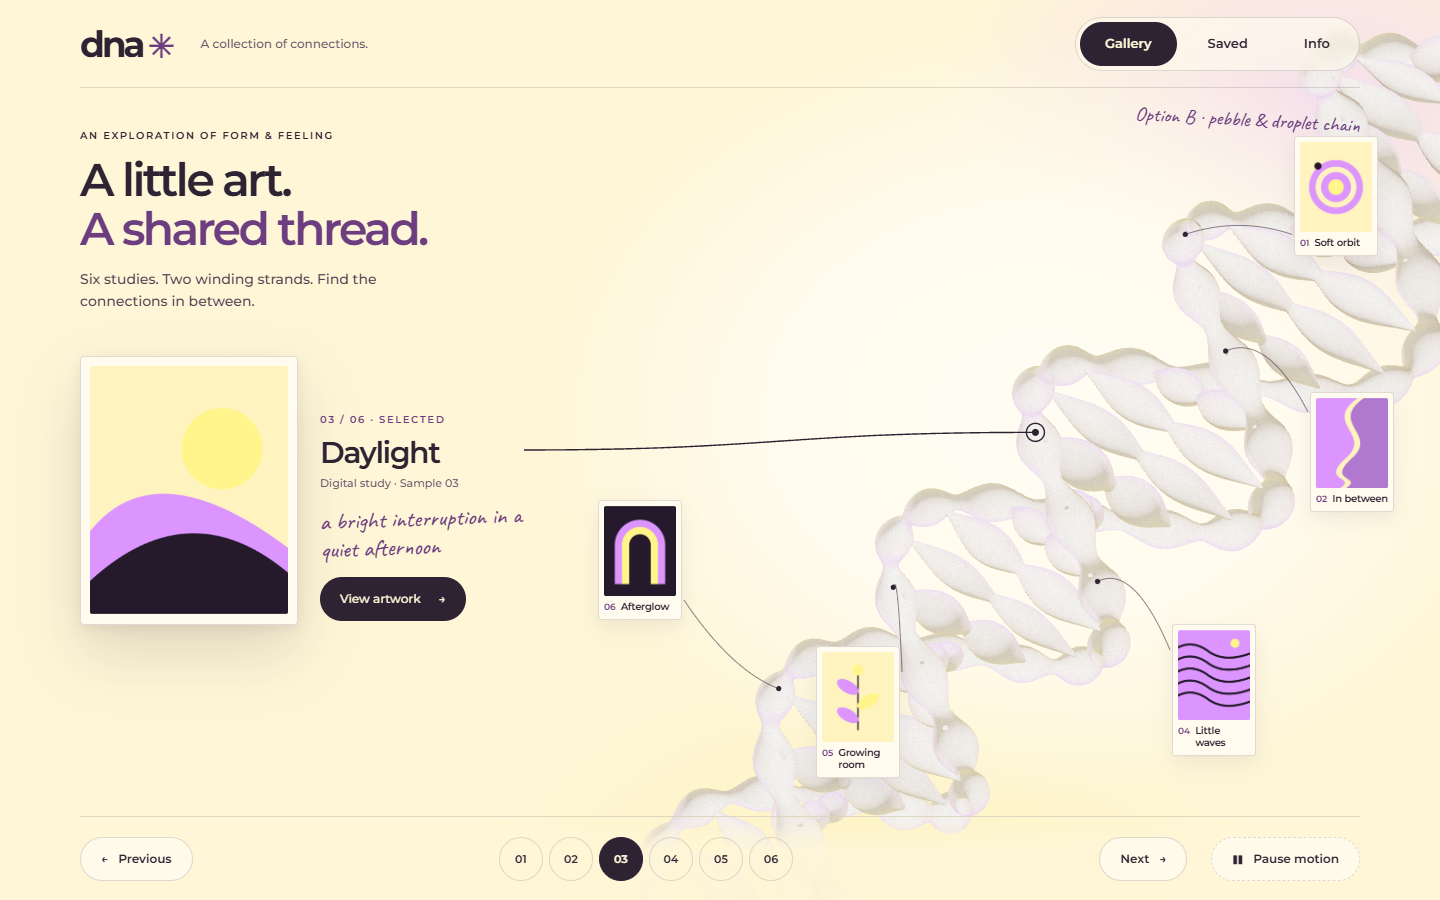 dna
A collection of connections.
Gallery
Saved
Info
Option B · pebble & droplet chain
AN EXPLORATION OF FORM & FEELING
A little art.
A shared thread.
Six studies. Two winding strands. Find the
connections in between.
01 Soft orbit
02 In between
03 / 06 · SELECTED
Daylight
Digital study · Sample 03
a bright interruption in a
quiet afternoon
View artwork →
06 Afterglow
05 Growing
room
04 Little
waves
← Previous
01
02
03
04
05
06
Next →
Pause motion